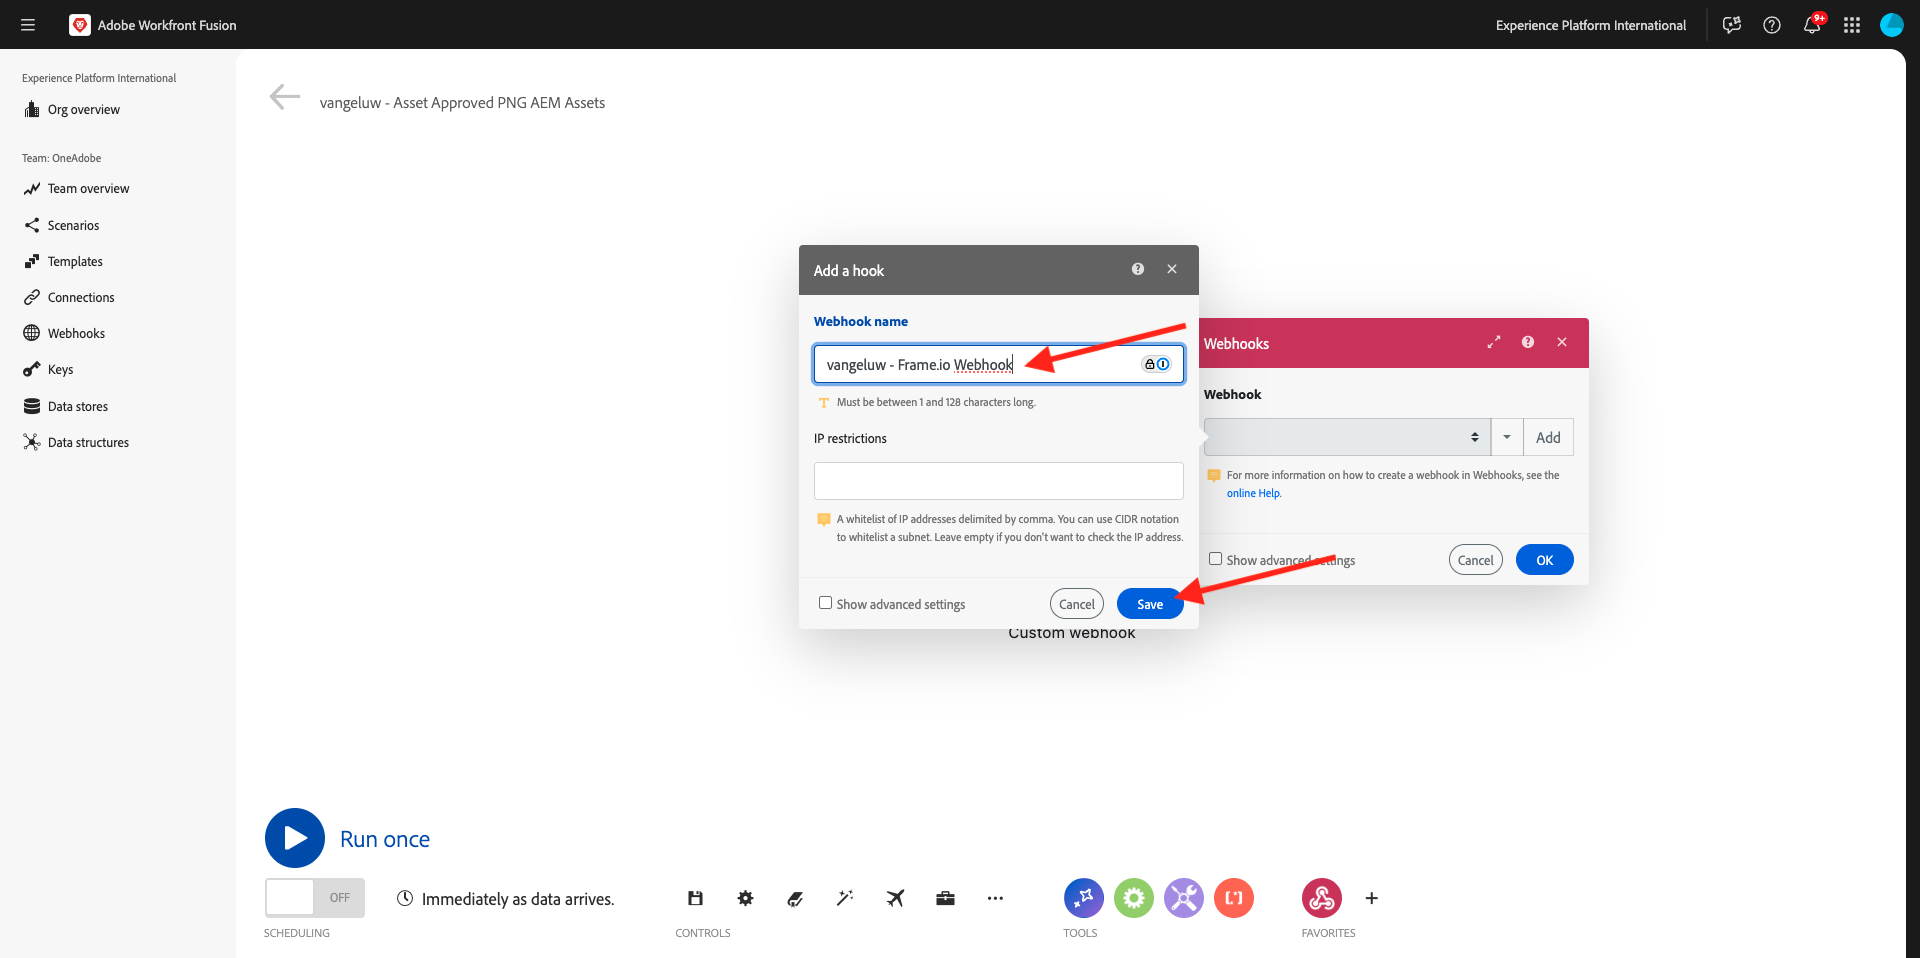 Adobe Workfront Fusion
Experience Platform International
9+
Experience Platform International
Org overview
Team: OneAdobe
Team overview
Scenarios
Templates
Connections
Webhooks
Keys
Data stores
Data structures
vangeluw - Asset Approved PNG AEM Assets
Add a hook
Webhook name
vangeluw - Frame.io Webhook
Must be between 1 and 128 characters long.
IP restrictions
A whitelist of IP addresses delimited by comma. You can use CIDR notation
to whitelist a subnet. Leave empty if you don't want to check the IP address.
Show advanced settings
Cancel
Save
Webhooks
Webhook
Add
For more information on how to create a webhook in Webhooks, see the
online Help.
Show advanced settings
Cancel
OK
Custom webhook
Run once
OFF
Immediately as data arrives.
SCHEDULING
CONTROLS
TOOLS
FAVORITES